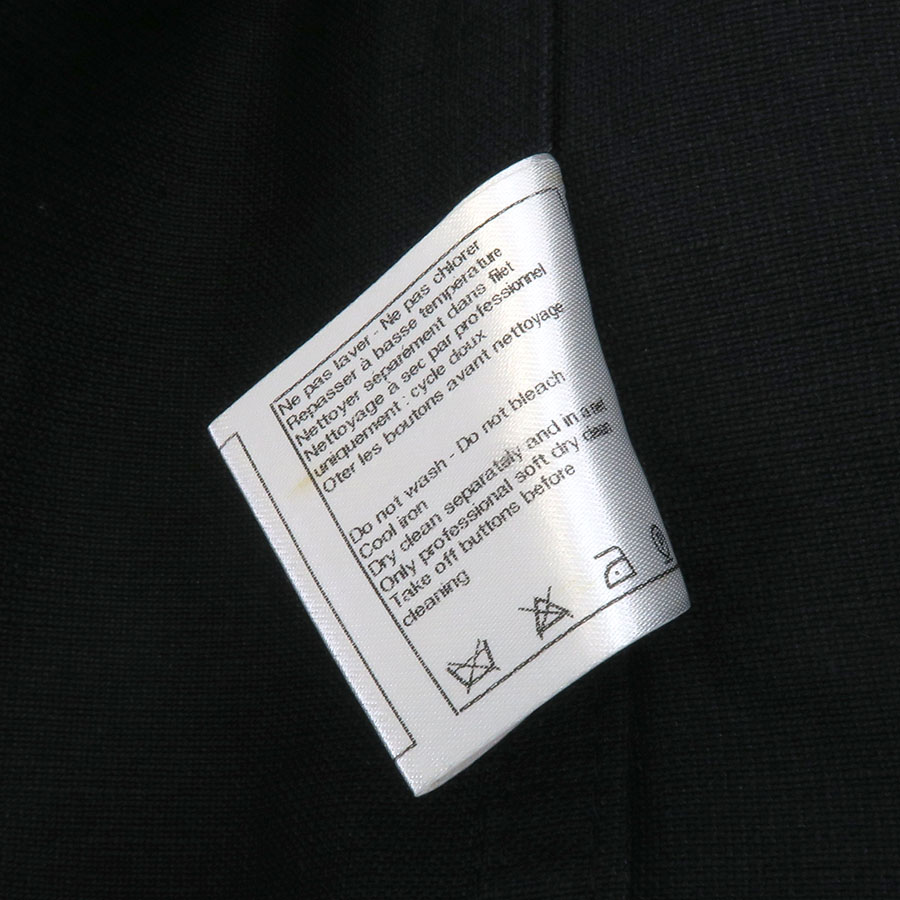 Ne pas laver - Ne pas chlorer
Repasser à basse temperature
Nettoyer separément dans filet
Nettoyage à sec par professionnel
uniquement : cycle doux
Oter les boutons avant nettoyage
Do not wash - Do not bleach
Cool iron
Dry clean separately and in a net
Only professional soft dry clean
Take off buttons before
cleaning